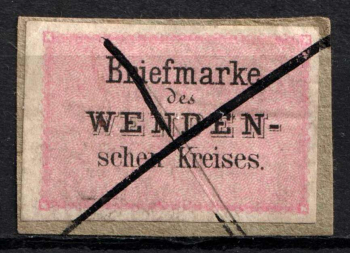 Briefmarke
des
WENDEN-
schen Kreises.